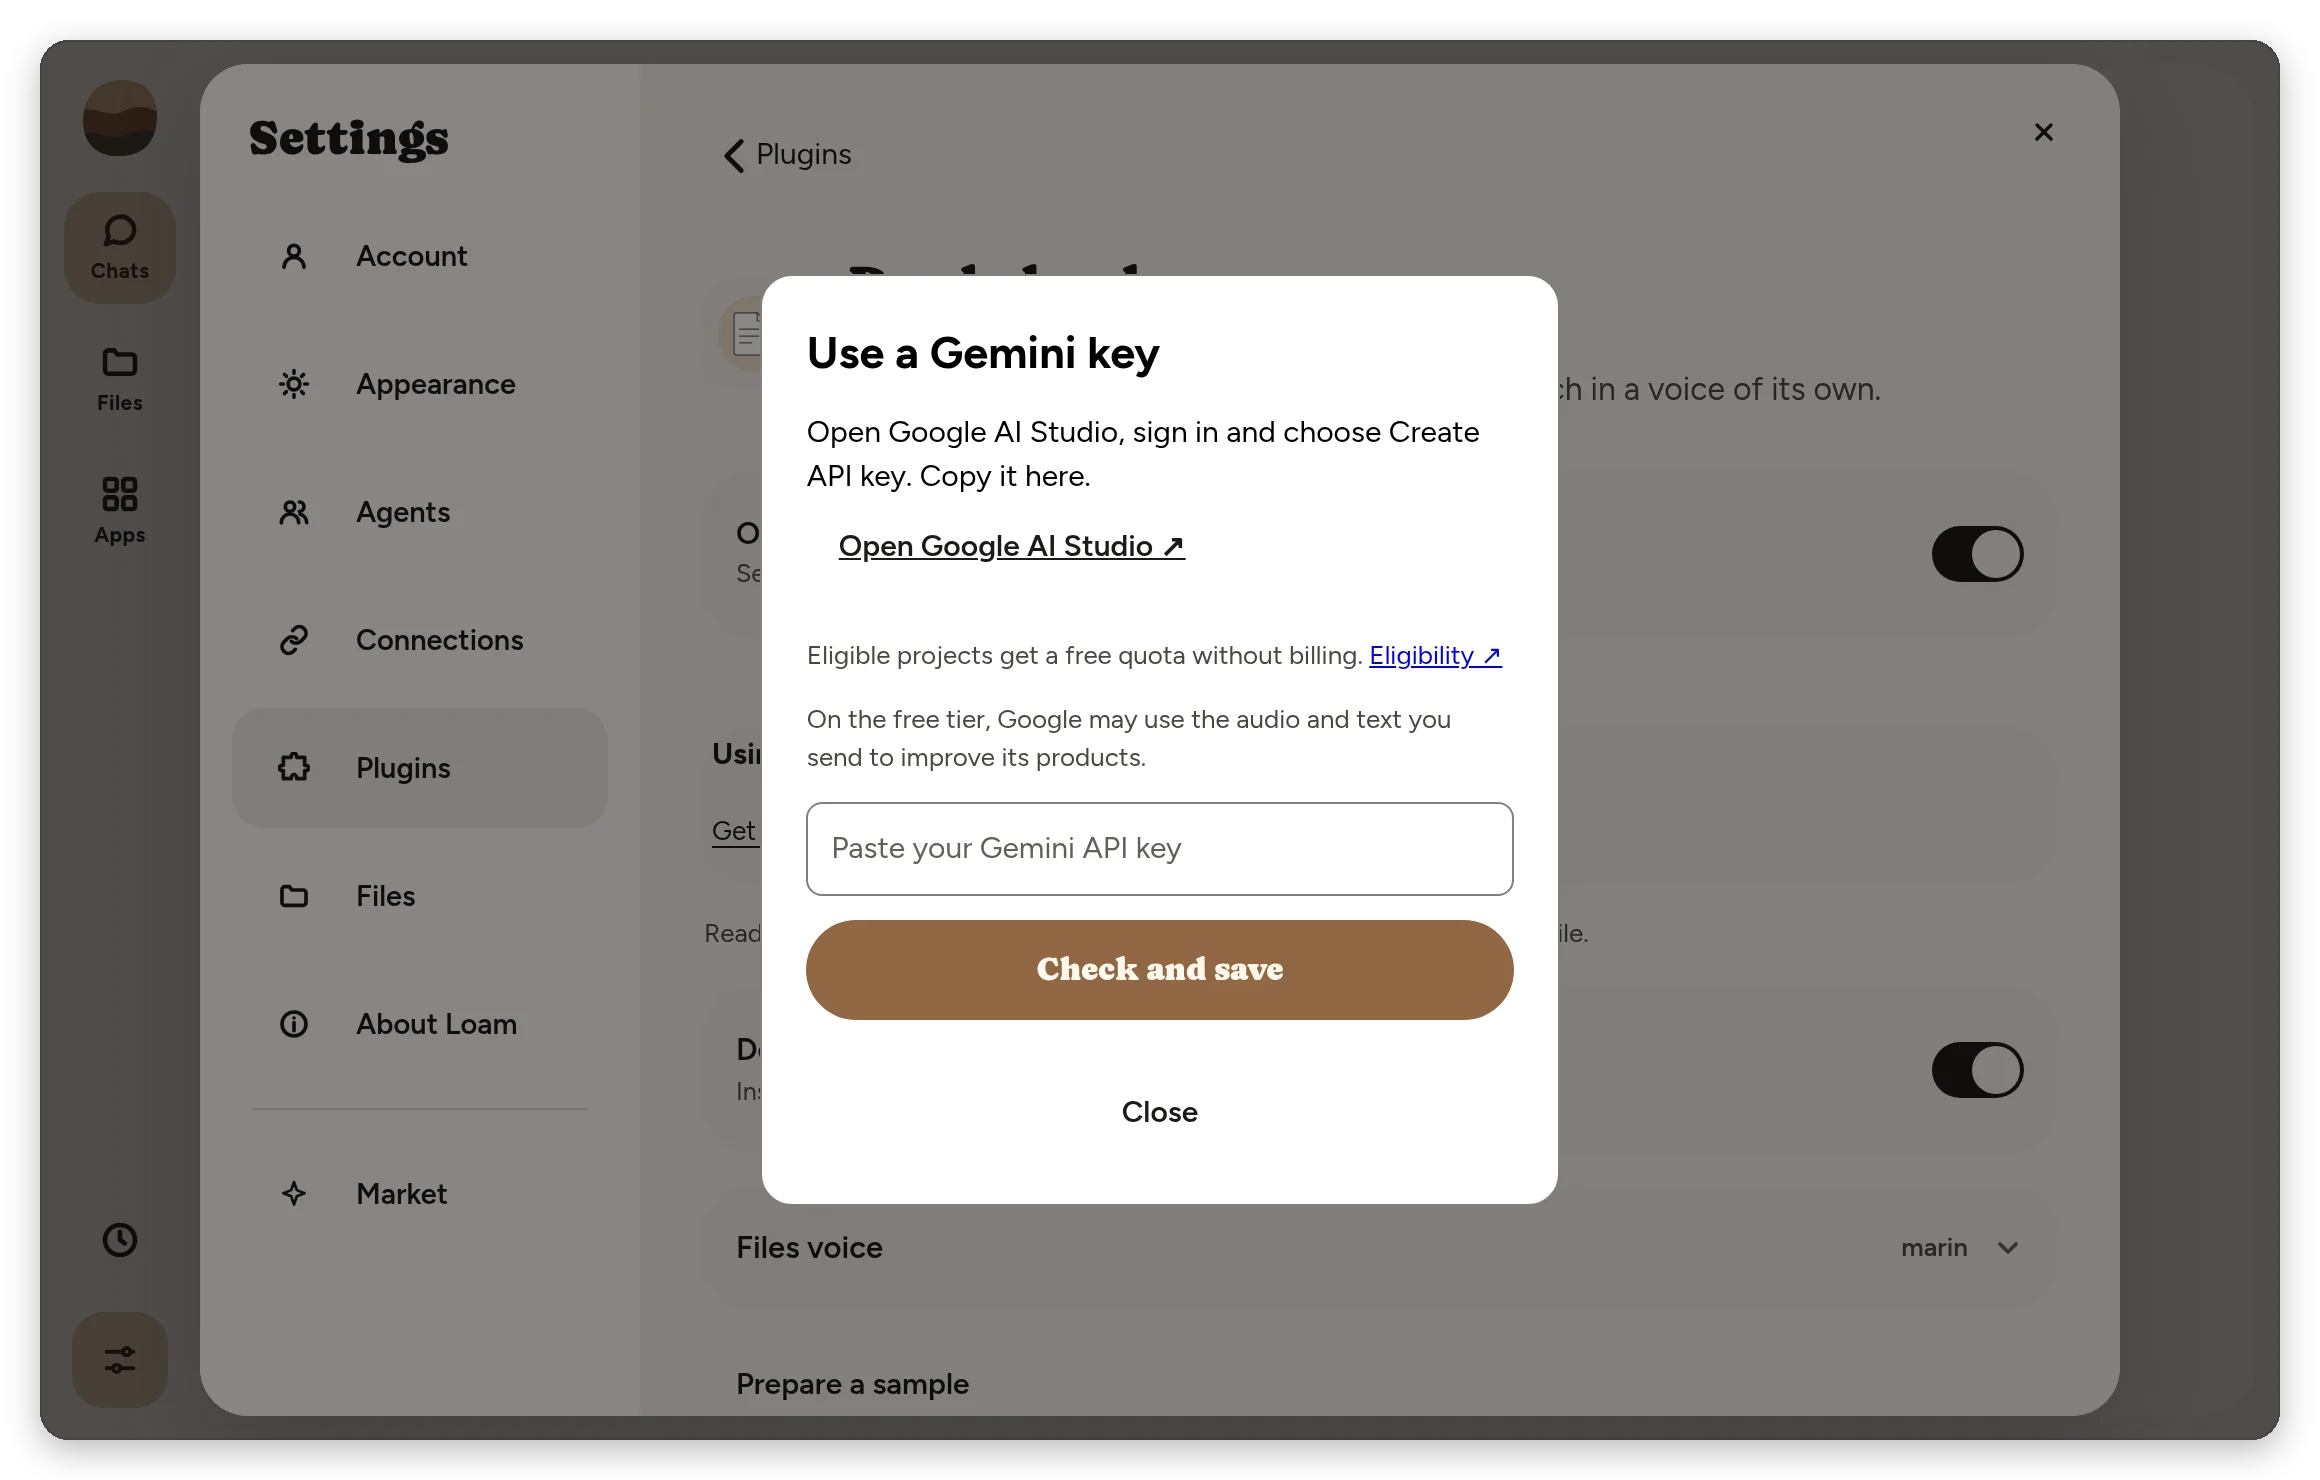 Settings
Chats
Files
Apps
Account
Appearance
Agents
Connections
Plugins
Files
About Loam
Market
Plugins
ch in a voice of its own.
Get
Read
ile.
Files voice
marin
Prepare a sample
Use a Gemini key
Open Google AI Studio, sign in and choose Create
API key. Copy it here.
Open Google AI Studio ↗
Eligible projects get a free quota without billing. Eligibility ↗
On the free tier, Google may use the audio and text you
send to improve its products.
Paste your Gemini API key
Check and save
Close